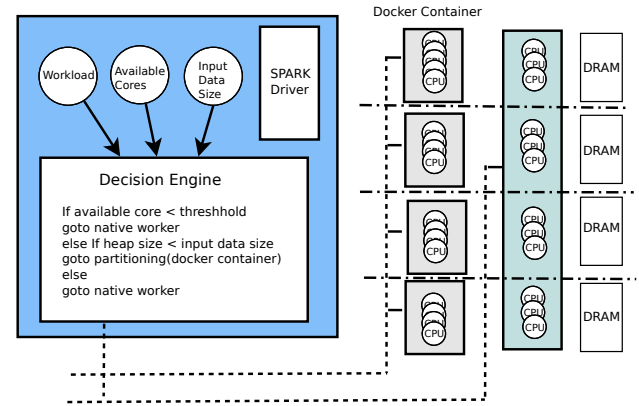 Docker Container
Workload
Available
Cores
Input
Data
Size
SPARK
Driver
Decision Engine
If available core < threshhold
goto native worker
else If heap size < input data size
goto partitioning(docker container)
else
goto native worker
CPU
CPU
CPU
CPU
DRAM
CPU
CPU
CPU
CPU
DRAM
CPU
CPU
CPU
CPU
DRAM
CPU
CPU
CPU
CPU
DRAM